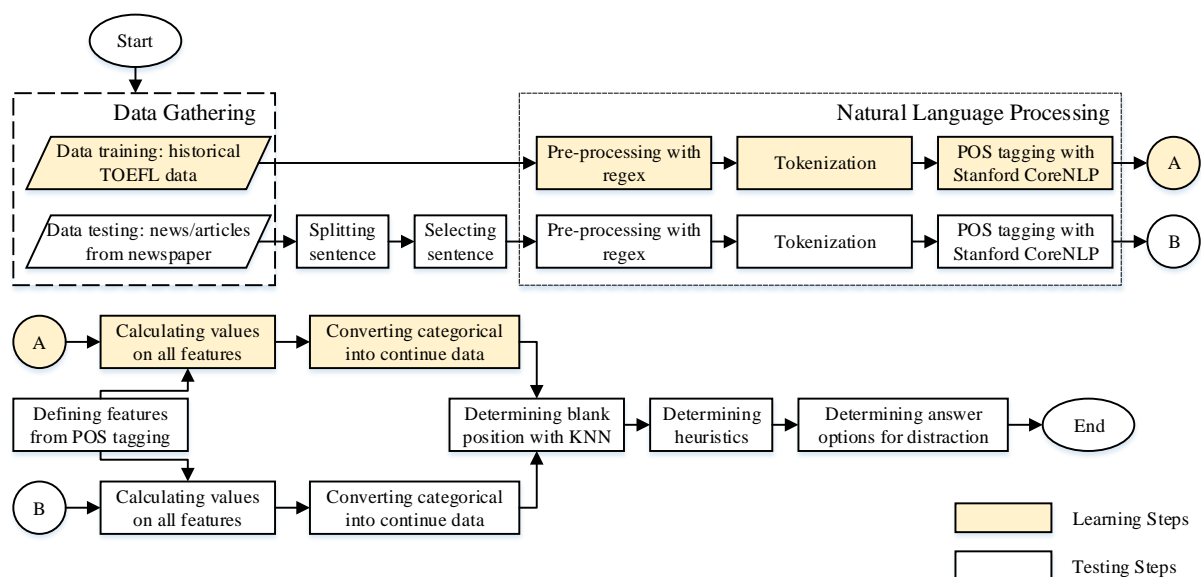 Start
Data Gathering
Natural Language Processing
Data training: historical
TOEFL data
Pre-processing with
regex
Tokenization
POS tagging with
Stanford CoreNLP
A
Data testing: news/articles
from newspaper
Splitting
sentence
Selecting
sentence
Pre-processing with
regex
Tokenization
POS tagging with
Stanford CoreNLP
B
A
Calculating values
on all features
Converting categorical
into continue data
Defining features
from POS tagging
Determining blank
position with KNN
Determining
heuristics
Determining answer
options for distraction
End
B
Calculating values
on all features
Converting categorical
into continue data
Learning Steps
Testing Steps